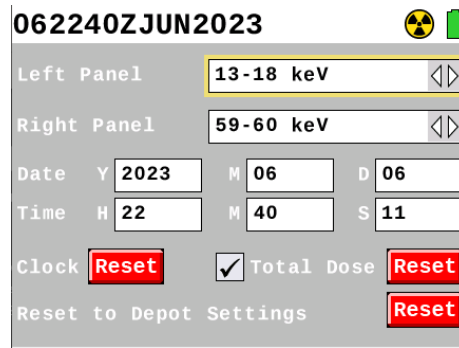 062240ZJUN2023
Left Panel 13-18 keV
Right Panel 59-60 keV
Date Y 2023 M 06 D 06
Time H 22 M 40 S 11
Clock Reset Total Dose Reset
Reset to Depot Settings Reset